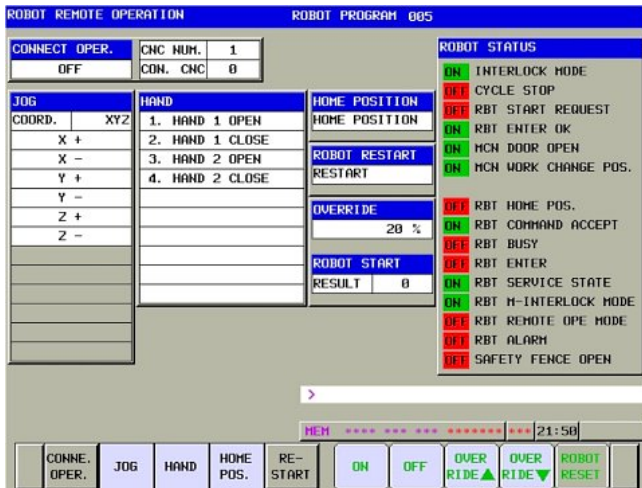 ROBOT REMOTE OPERATION
ROBOT PROGRAM 005
CONNECT OPER.
OFF
CNC NUM. 1
CON. CNC 0
JOG
COORD. XYZ
X +
X -
Y +
Y -
Z +
Z -
HAND
1. HAND 1 OPEN
2. HAND 1 CLOSE
3. HAND 2 OPEN
4. HAND 2 CLOSE
HOME POSITION
HOME POSITION
ROBOT RESTART
RESTART
OVERRIDE
20 %
ROBOT START
RESULT 0
ROBOT STATUS
ON INTERLOCK MODE
OFF CYCLE STOP
OFF RBT START REQUEST
ON RBT ENTER OK
ON MCN DOOR OPEN
ON MCN WORK CHANGE POS.
OFF RBT HOME POS.
ON RBT COMMAND ACCEPT
OFF RBT BUSY
OFF RBT ENTER
ON RBT SERVICE STATE
ON RBT M-INTERLOCK MODE
OFF RBT REMOTE OPE MODE
OFF RBT ALARM
OFF SAFETY FENCE OPEN
>
MEM **** *** *** ******* *** 21:50
CONNE.
OPER.
JOG
HAND
HOME
POS.
RE-
START
ON
OFF
OVER
RIDE▲
OVER
RIDE▼
ROBOT
RESET